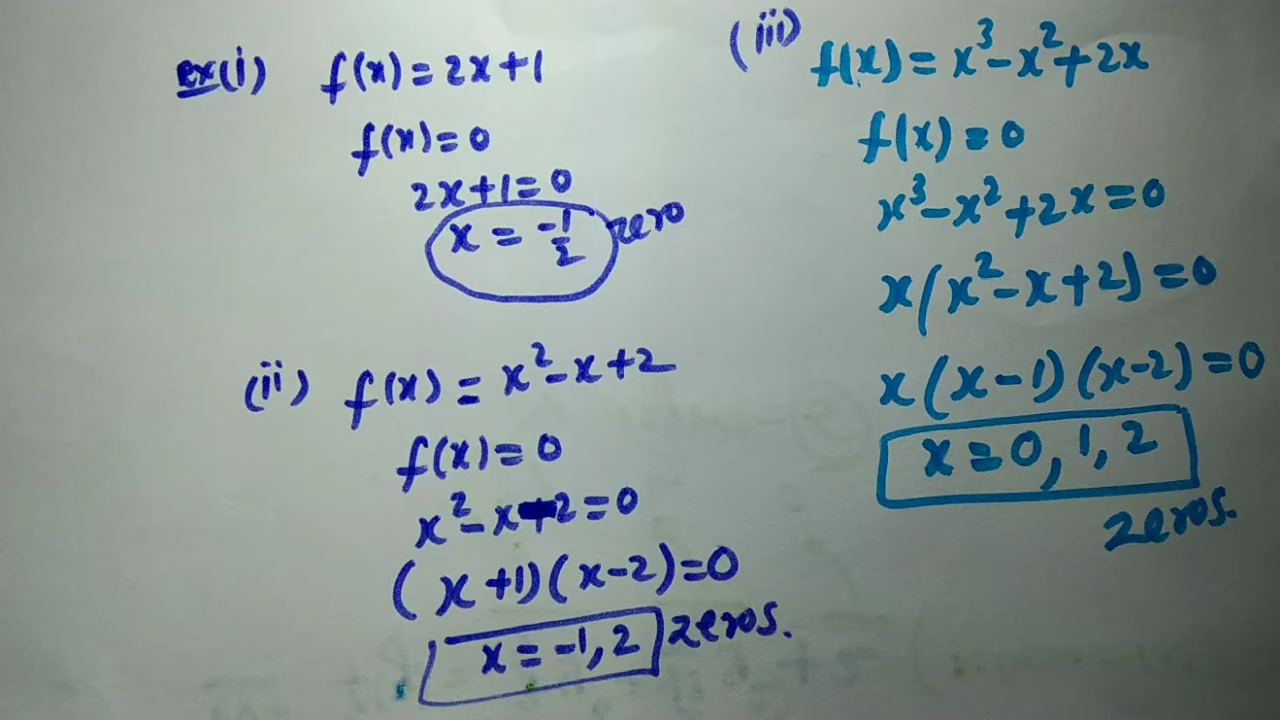 ex(i) f(x) = 2x+1
f(x) = 0
2x+1 = 0
x = -1/2 zero
(ii) f(x) = x²-x+2
f(x) = 0
x²-x-2 = 0
(x+1)(x-2) = 0
x = -1, 2 zeros.
(iii) f(x) = x³-x²+2x
f(x) = 0
x³-x²+2x = 0
x(x²-x+2) = 0
x(x-1)(x-2) = 0
x = 0, 1, 2
zeros.